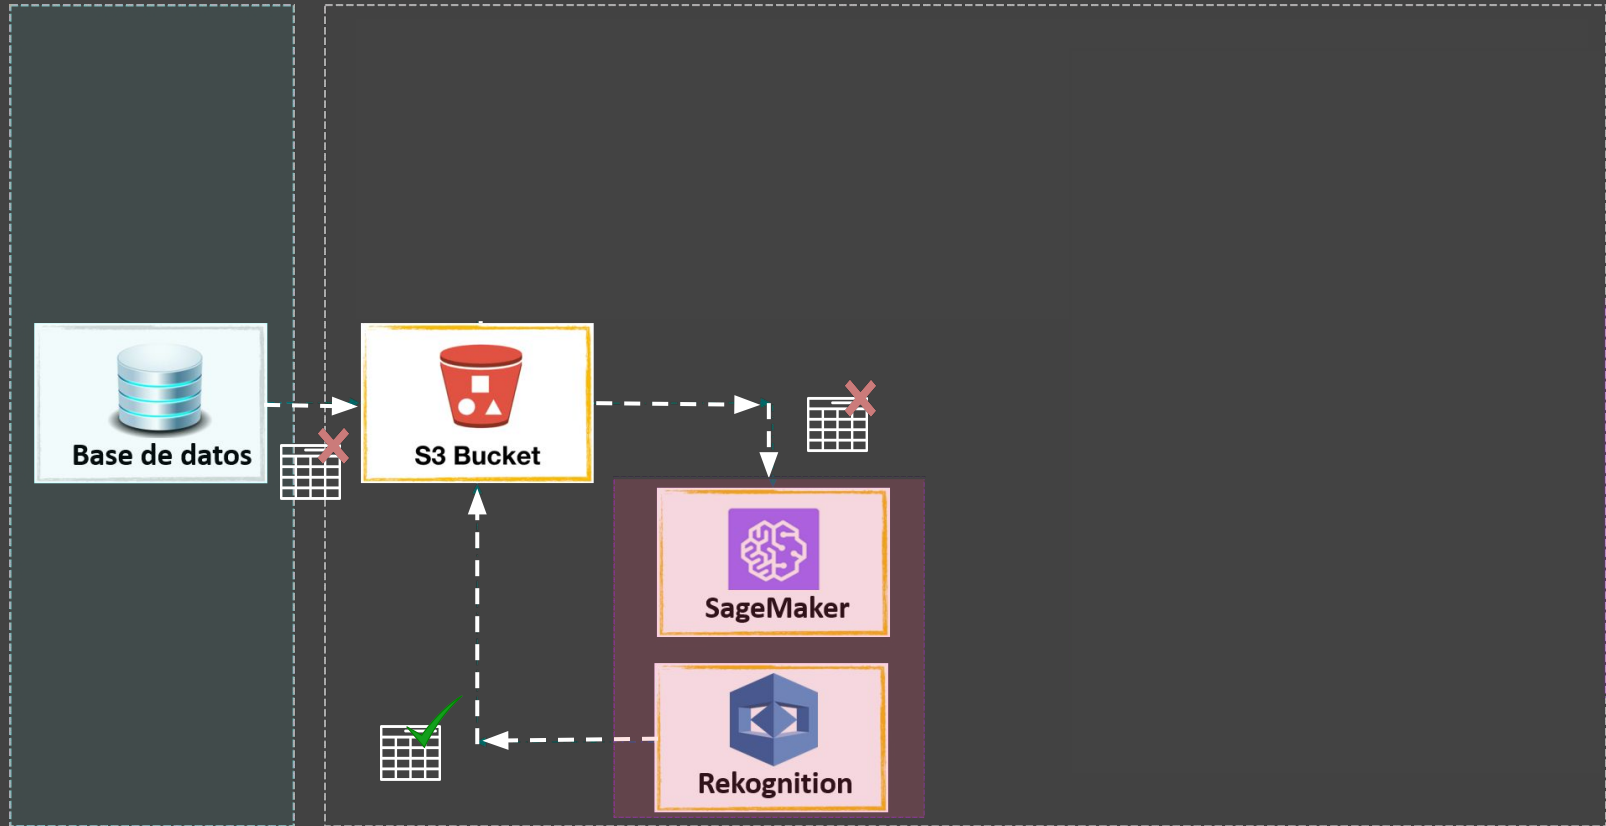 Base de datos
S3 Bucket
SageMaker
Rekognition